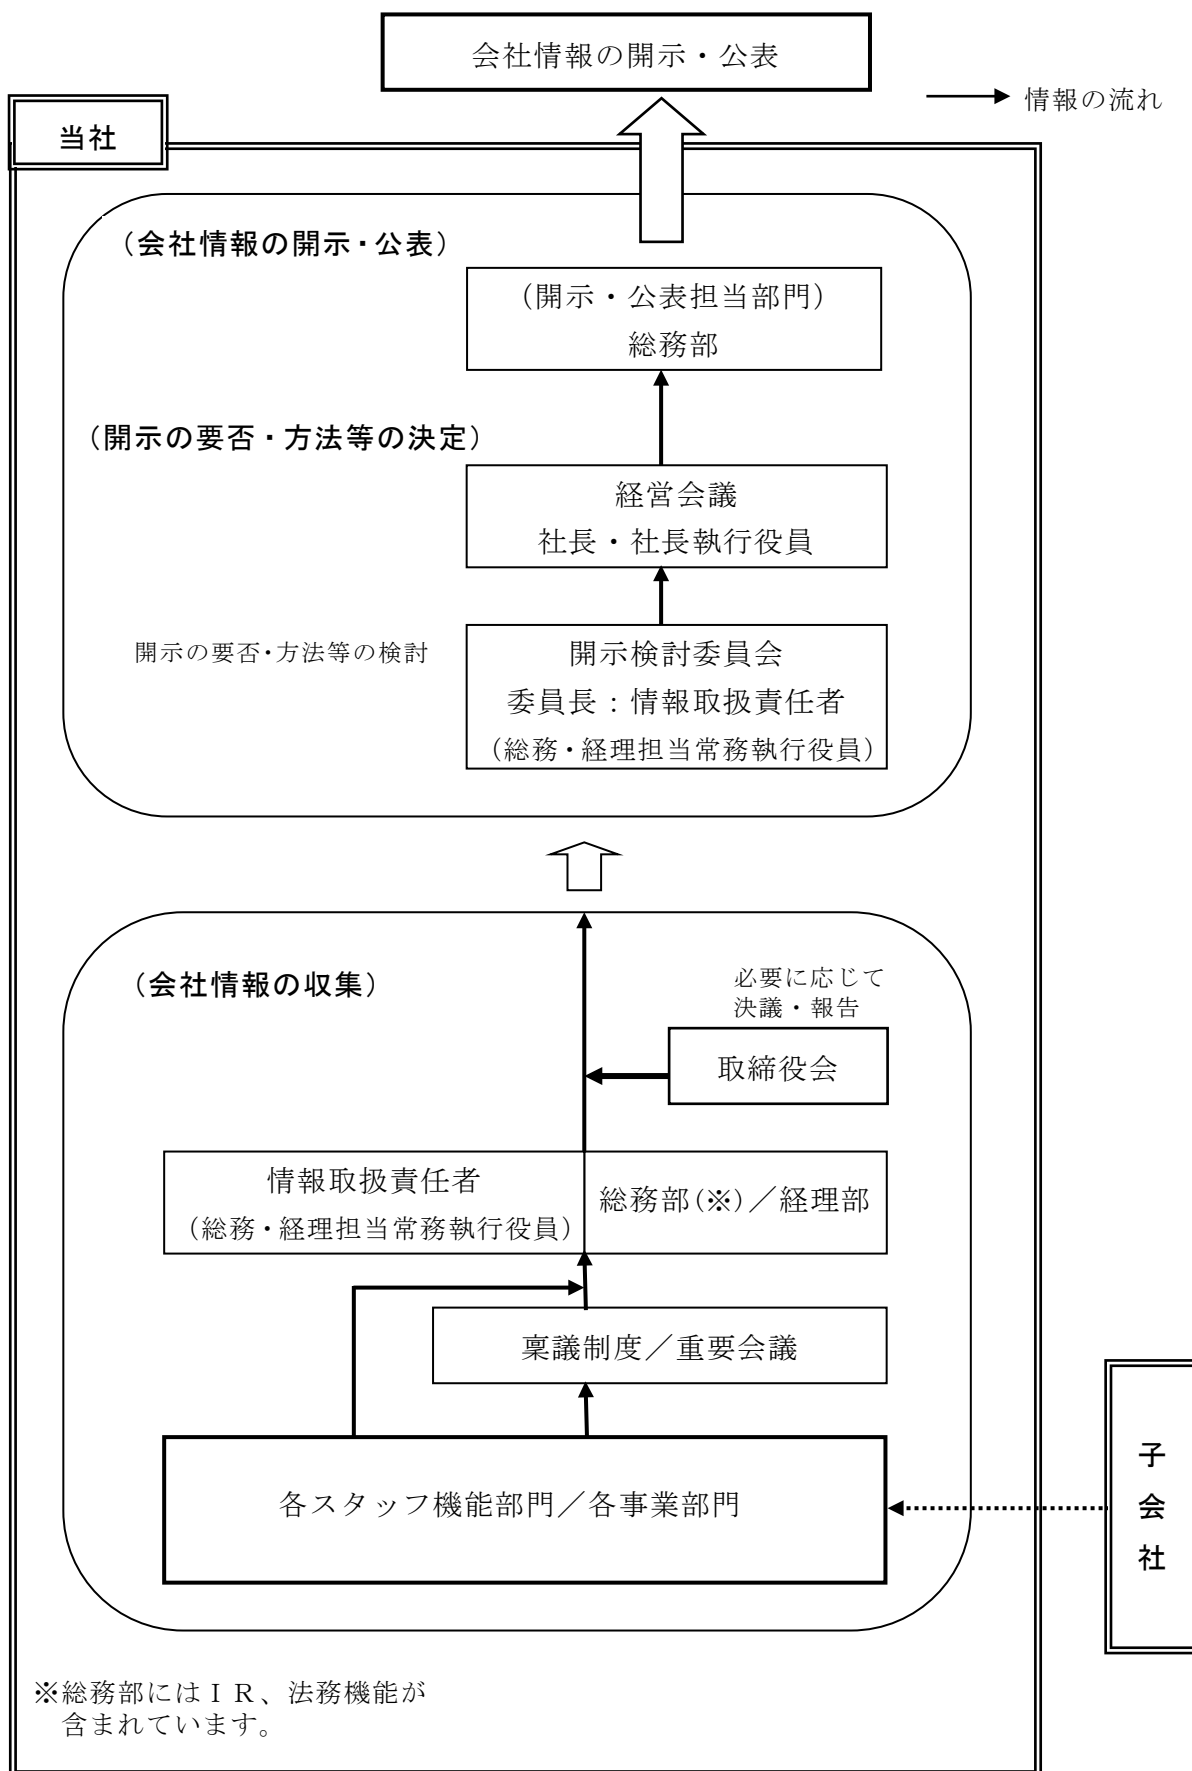 会社情報の開示・公表
情報の流れ
当社
（会社情報の開示・公表）
（開示・公表担当部門）
総務部
（開示の要否・方法等の決定）
経営会議
社長・社長執行役員
開示の要否・方法等の検討
開示検討委員会
委員長：情報取扱責任者
（総務・経理担当常務執行役員）
（会社情報の収集）
必要に応じて
決議・報告
取締役会
情報取扱責任者
（総務・経理担当常務執行役員）
総務部(※)／経理部
稟議制度／重要会議
各スタッフ機能部門／各事業部門
子会社
※総務部にはＩＲ、法務機能が
含まれています。